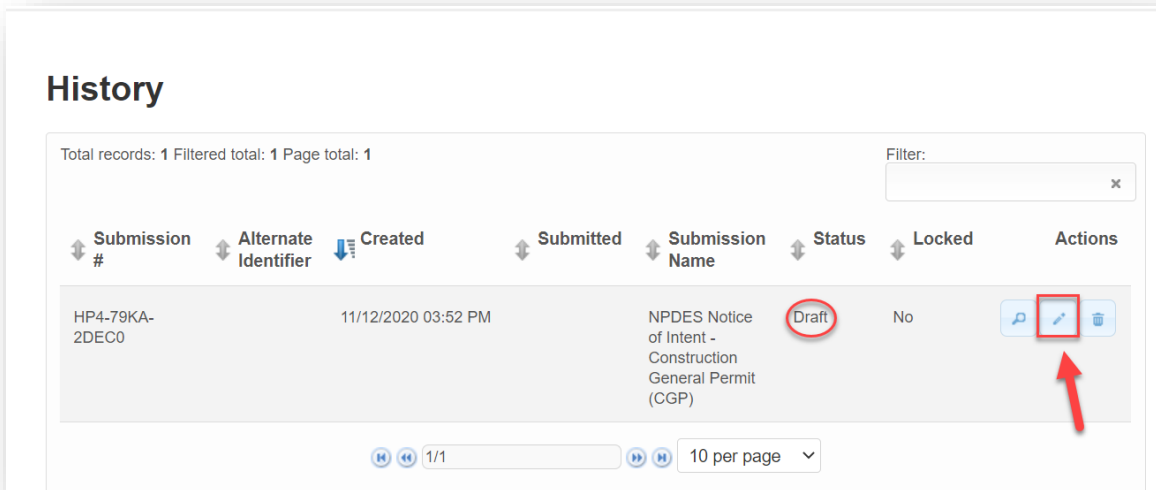 History
Total records: 1 Filtered total: 1 Page total: 1
Filter:
Submission #
Alternate Identifier
Created
Submitted
Submission Name
Status
Locked
Actions
HP4-79KA-
2DEC0
11/12/2020 03:52 PM
NPDES Notice
of Intent -
Construction
General Permit
(CGP)
Draft
No
1/1
10 per page